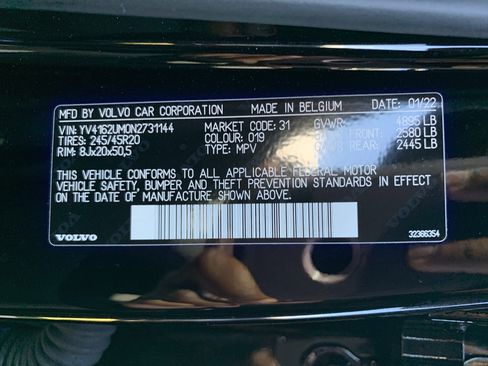 MFD BY VOLVO CAR CORPORATION MADE IN BELGIUM DATE: 01/22
VIN: YV4162UM0N2731144 MARKET CODE: 31 GVWR: 4895 LB
TIRES: 245/45R20 COLOUR: 019 FRONT: 2580 LB
RIM: 8Jx20x50,5 TYPE: MPV REAR: 2445 LB
THIS VEHICLE CONFORMS TO ALL APPLICABLE FEDERAL MOTOR
VEHICLE SAFETY, BUMPER AND THEFT PREVENTION STANDARDS IN EFFECT
ON THE DATE OF MANUFACTURE SHOWN ABOVE.
VOLVO 32366354